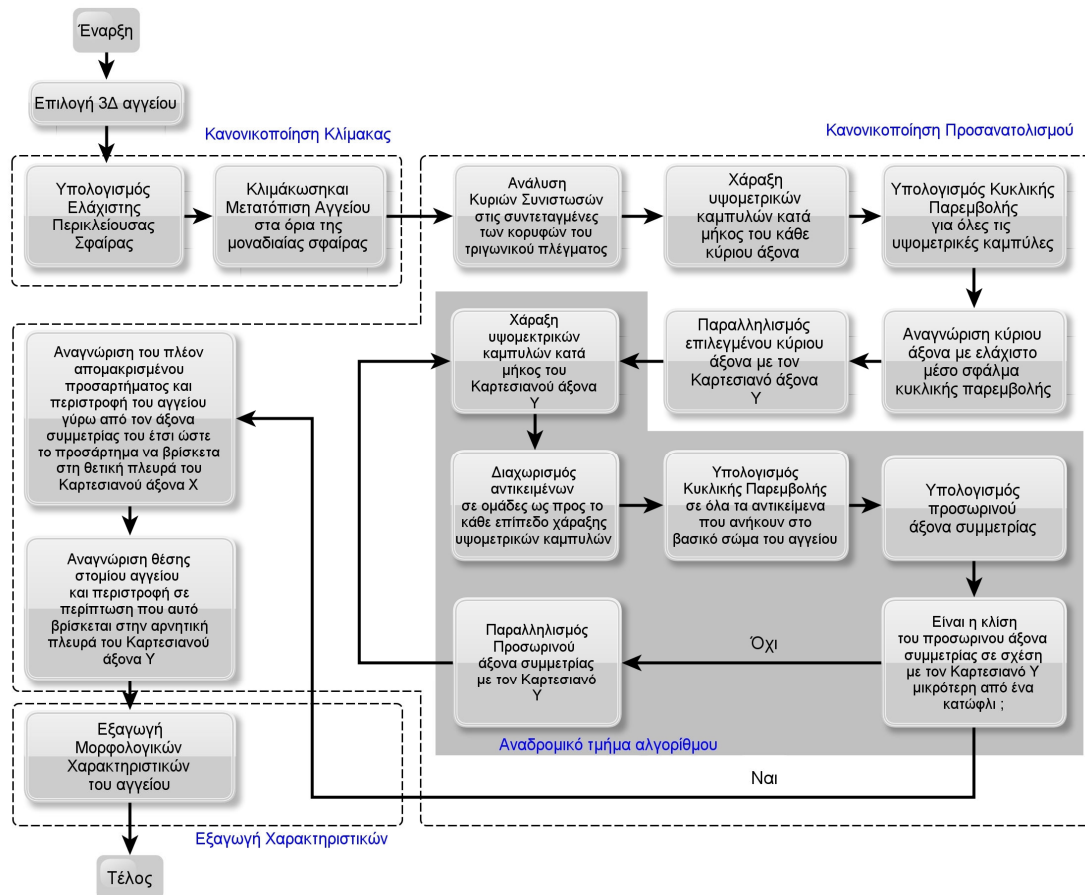 Έναρξη
Επιλογή 3Δ αγγείου
Κανονικοποίηση Κλίμακας
Υπολογισμός
Ελάχιστης
Περικλείουσας
Σφαίρας
Κλιμάκωσηκαι
Μετατόπιση Αγγείου
στα όρια της
μοναδιαίας σφαίρας
Κανονικοποίηση Προσανατολισμού
Ανάλυση
Κυριών Συνιστωσών
στις συντεταγμένες
των κορυφών του
τριγωνικού πλέγματος
Χάραξη
υψομετρικών
καμπυλών κατά
μήκος του κάθε
κύριου άξονα
Υπολογισμός Κυκλικής
Παρεμβολής
για όλες τις
υψομετρικές καμπύλες
Αναγνώριση κύριου
άξονα με ελάχιστο
μέσο σφάλμα
κυκλικής παρεμβολής
Παραλληλισμός
επιλεγμένου κύριου
άξονα με τον
Καρτεσιανό άξονα
Υ
Χάραξη
υψομεκτρικών
καμπυλών κατά
μήκος του
Καρτεσιανού άξονα
Υ
Διαχωρισμός
αντικειμένων
σε ομάδες ως προς το
κάθε επίπεδο χάραξης
υψομετρικών καμπυλών
Υπολογισμός
Κυκλικής Παρεμβολής
σε όλα τα αντικείμενα
που ανήκουν στο
βασικό σώμα του αγγείου
Υπολογισμός
προσωρινού
άξονα συμμετρίας
Είναι η κλίση
του προσωρινου άξονα
συμμετρίας σε σχέση
με τον Καρτεσιανό Υ
μικρότερη από ένα
κατώφλι ;
Όχι
Παραλληλισμός
Προσωρινού
άξονα συμμετρίας
με τον Καρτεσιανό
Υ
Αναδρομικό τμήμα αλγορίθμου
Ναι
Αναγνώριση του πλέον
απομακρισμένου
προσαρτήματος και
περιστροφή του αγγείου
γύρω από τον άξονα
συμμετρίας του έτσι ώστε
το προσάρτημα να βρίσκετα
στη θετική πλευρά του
Καρτεσιανού άξονα Χ
Αναγνώριση θέσης
στομίου αγγείου
και περιστροφή σε
περίπτωση που αυτό
βρίσκεται στην αρνητική
πλευρά του Καρτεσιανού
άξονα Υ
Εξαγωγή
Μορφολογικών
Χαρακτηριστικών
του αγγείου
Εξαγωγή Χαρακτηριστικών
Τέλος